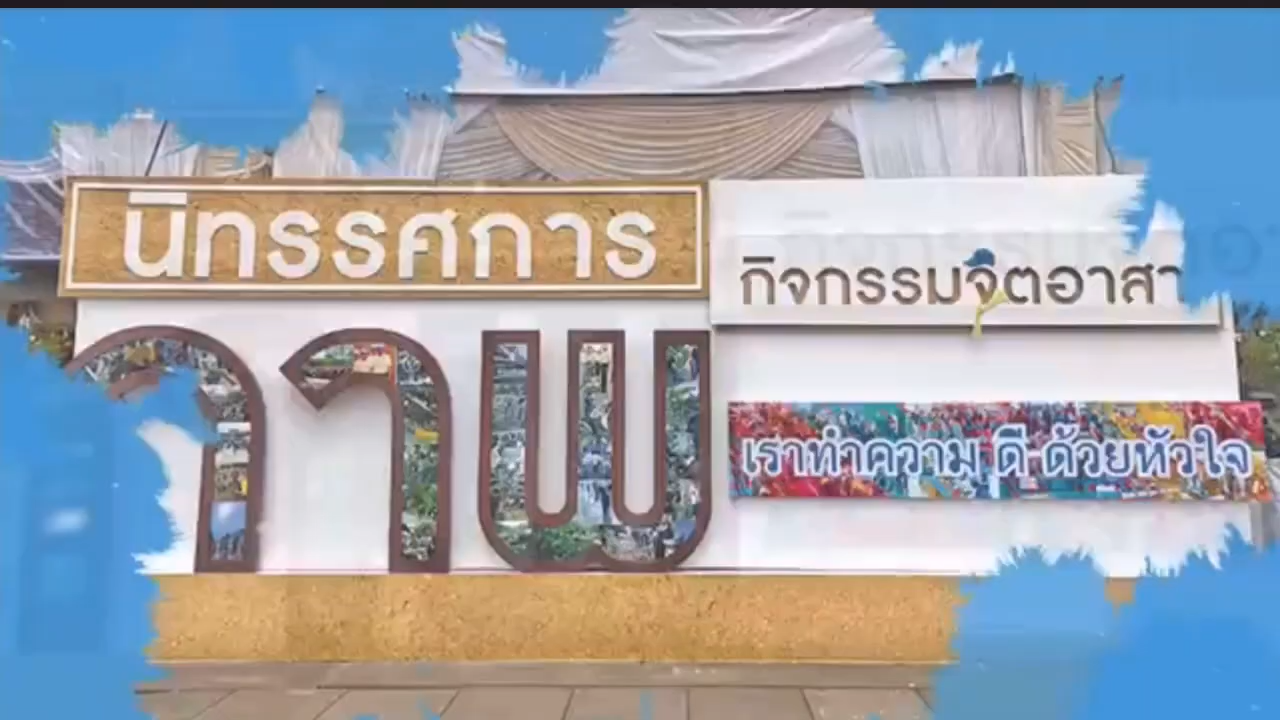 นิทรรศการ
ภาพ
กิจกรรมจิตอาสา
เราทำความ ดี ด้วยหัวใจ